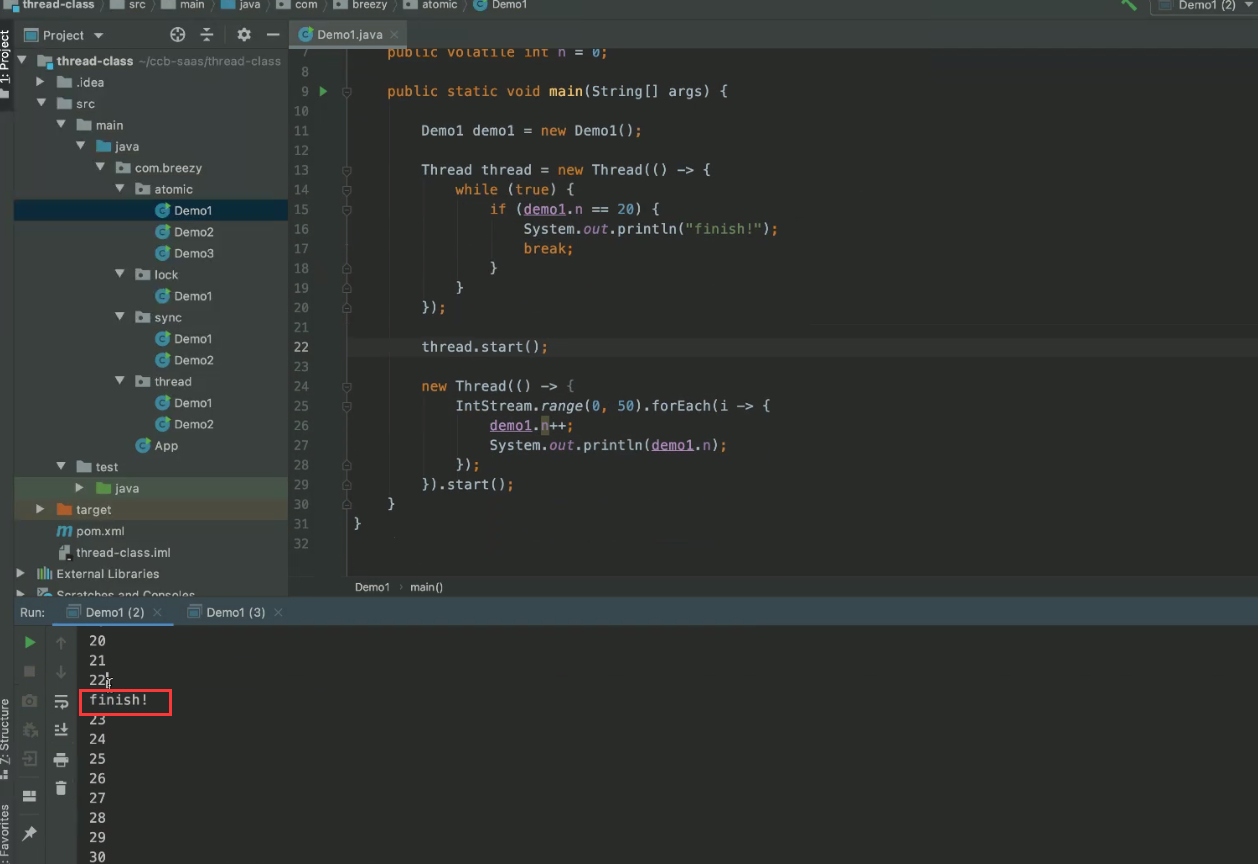 thread-class
src
main
java
com
breezy
atomic
Demo1
Demo1 (2)
1: Project
Project
Demo1.java
thread-class ~/ccb-saas/thread-class
.idea
src
main
java
com.breezy
atomic
Demo1
Demo2
Demo3
lock
Demo1
sync
Demo1
Demo2
thread
Demo1
Demo2
App
test
java
target
pom.xml
thread-class.iml
External Libraries
Scratches and Consoles
7 public volatile int n = 0;
8
9 public static void main(String[] args) {
10
11 Demo1 demo1 = new Demo1();
12
13 Thread thread = new Thread(() -> {
14 while (true) {
15 if (demo1.n == 20) {
16 System.out.println("finish!");
17 break;
18 }
19 }
20 });
21
22 thread.start();
23
24 new Thread(() -> {
25 IntStream.range(0, 50).forEach(i -> {
26 demo1.n++;
27 System.out.println(demo1.n);
28 });
29 }).start();
30 }
31 }
32
Demo1 › main()
Run: Demo1 (2) Demo1 (3)
20
21
22
finish!
23
24
25
26
27
28
29
30
Z: Structure
Favorites